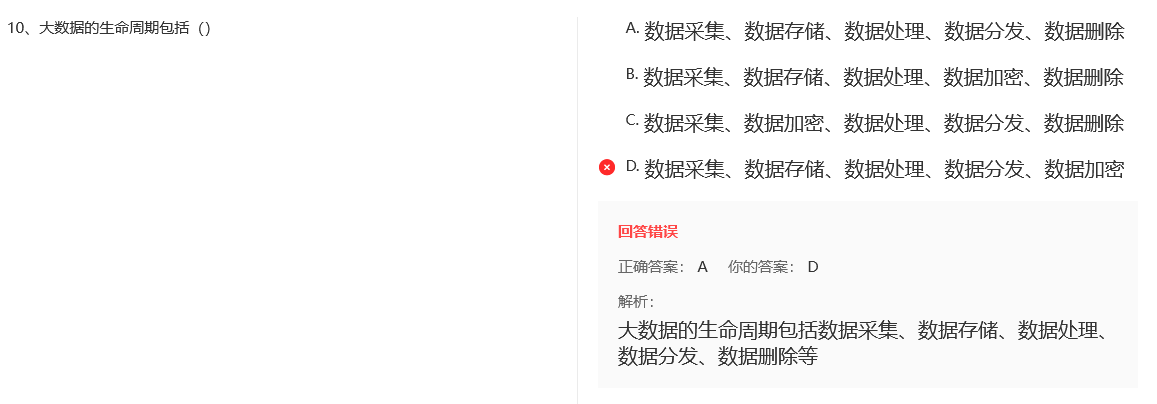 10、大数据的生命周期包括（）
A. 数据采集、数据存储、数据处理、数据分发、数据删除
B. 数据采集、数据存储、数据处理、数据加密、数据删除
C. 数据采集、数据加密、数据处理、数据分发、数据删除
D. 数据采集、数据存储、数据处理、数据分发、数据加密
回答错误
正确答案： A 你的答案： D
解析：
大数据的生命周期包括数据采集、数据存储、数据处理、
数据分发、数据删除等